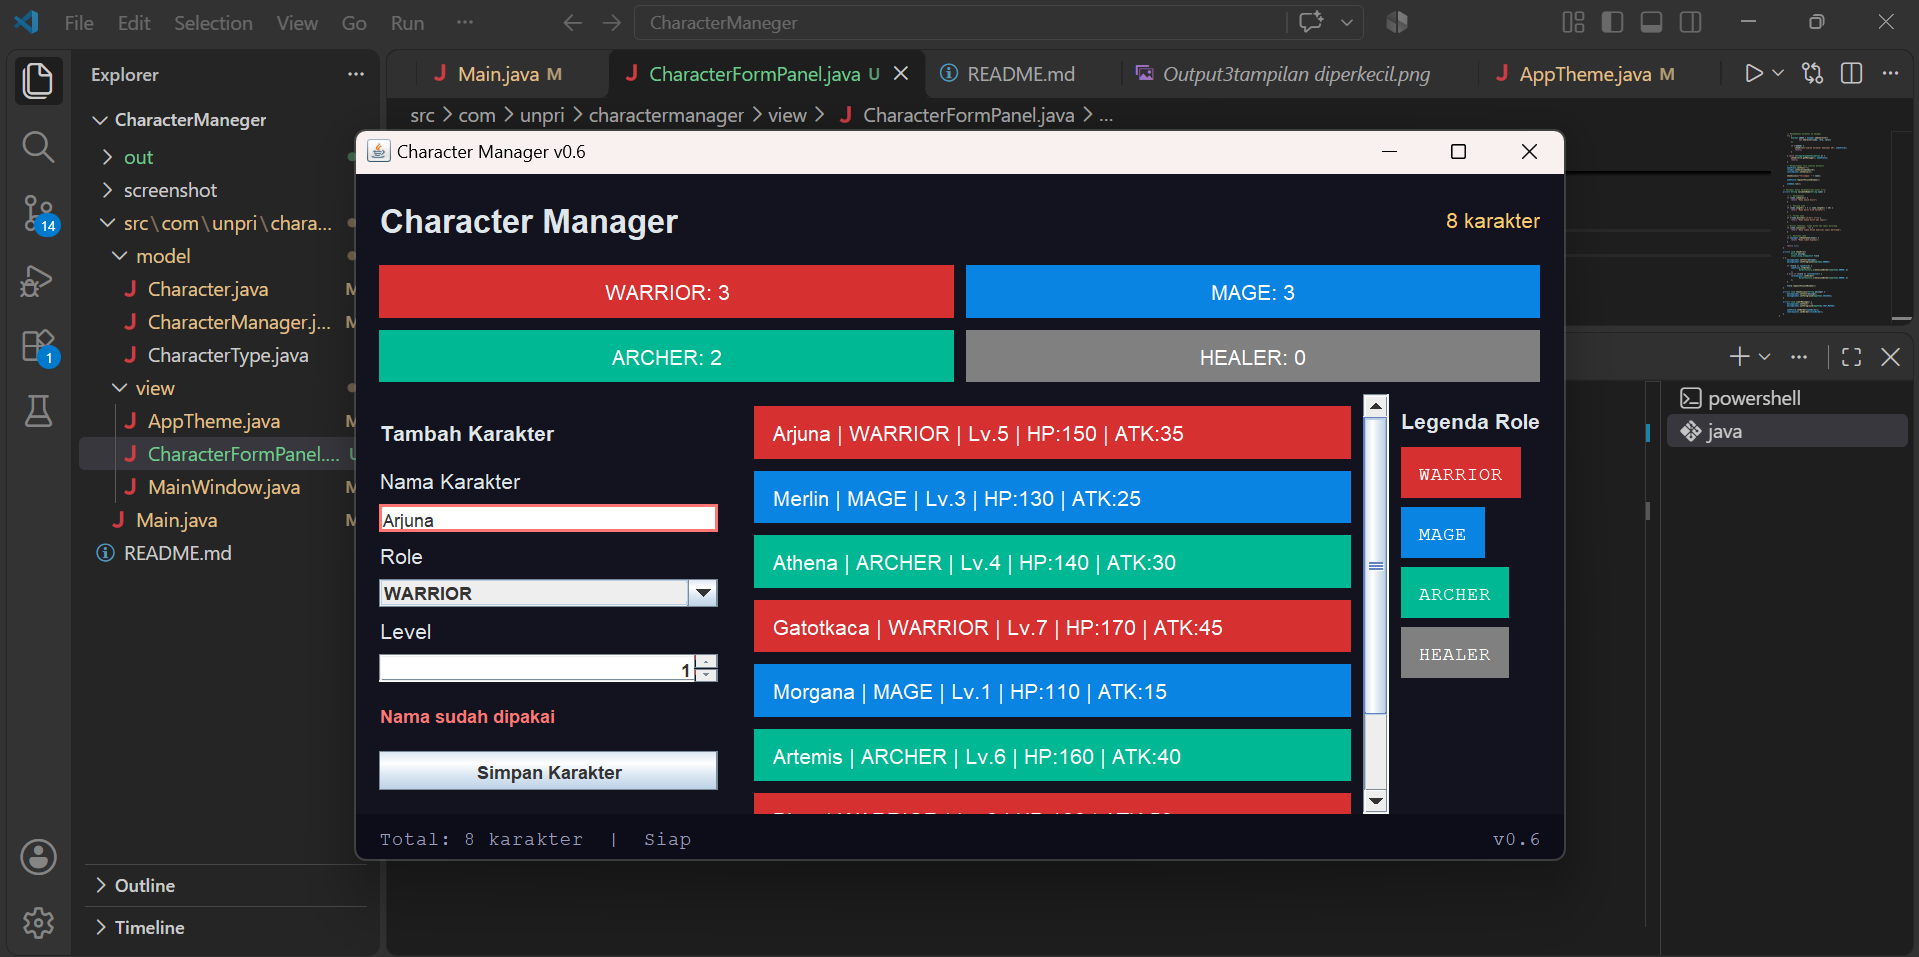 File Edit Selection View Go Run ···
CharacterManeger
Explorer ···
Main.java M
CharacterFormPanel.java U
README.md
Output3tampilan diperkecil.png
AppTheme.java M
src > com > unpri > charactermanager > view > CharacterFormPanel.java > ...
CharacterManeger
out
screenshot
src\com\unpri\chara...
model
Character.java M
CharacterManager.j... M
CharacterType.java
view
AppTheme.java M
CharacterFormPanel.... U
MainWindow.java M
Main.java M
README.md
14
1
Outline
Timeline
powershell
java
Character Manager v0.6
Character Manager
8 karakter
WARRIOR: 3
MAGE: 3
ARCHER: 2
HEALER: 0
Tambah Karakter
Nama Karakter
Arjuna
Role
WARRIOR
Level
1
Nama sudah dipakai
Simpan Karakter
Arjuna | WARRIOR | Lv.5 | HP:150 | ATK:35
Merlin | MAGE | Lv.3 | HP:130 | ATK:25
Athena | ARCHER | Lv.4 | HP:140 | ATK:30
Gatotkaca | WARRIOR | Lv.7 | HP:170 | ATK:45
Morgana | MAGE | Lv.1 | HP:110 | ATK:15
Artemis | ARCHER | Lv.6 | HP:160 | ATK:40
Legenda Role
WARRIOR
MAGE
ARCHER
HEALER
Total: 8 karakter | Siap
v0.6